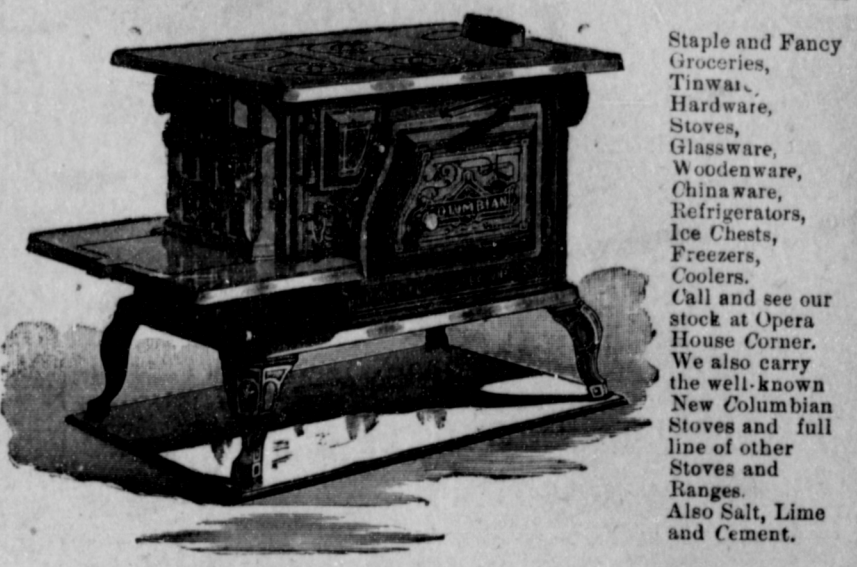 COLUMBIAN
Staple and Fancy
Groceries,
Tinware,
Hardware,
Stoves,
Glassware,
Woodenware,
Chinaware,
Refrigerators,
Ice Chests,
Freezers,
Coolers.
Call and see our
stock at Opera
House Corner.
We also carry
the well-known
New Columbian
Stoves and full
line of other
Stoves and
Ranges.
Also Salt, Lime
and Cement.